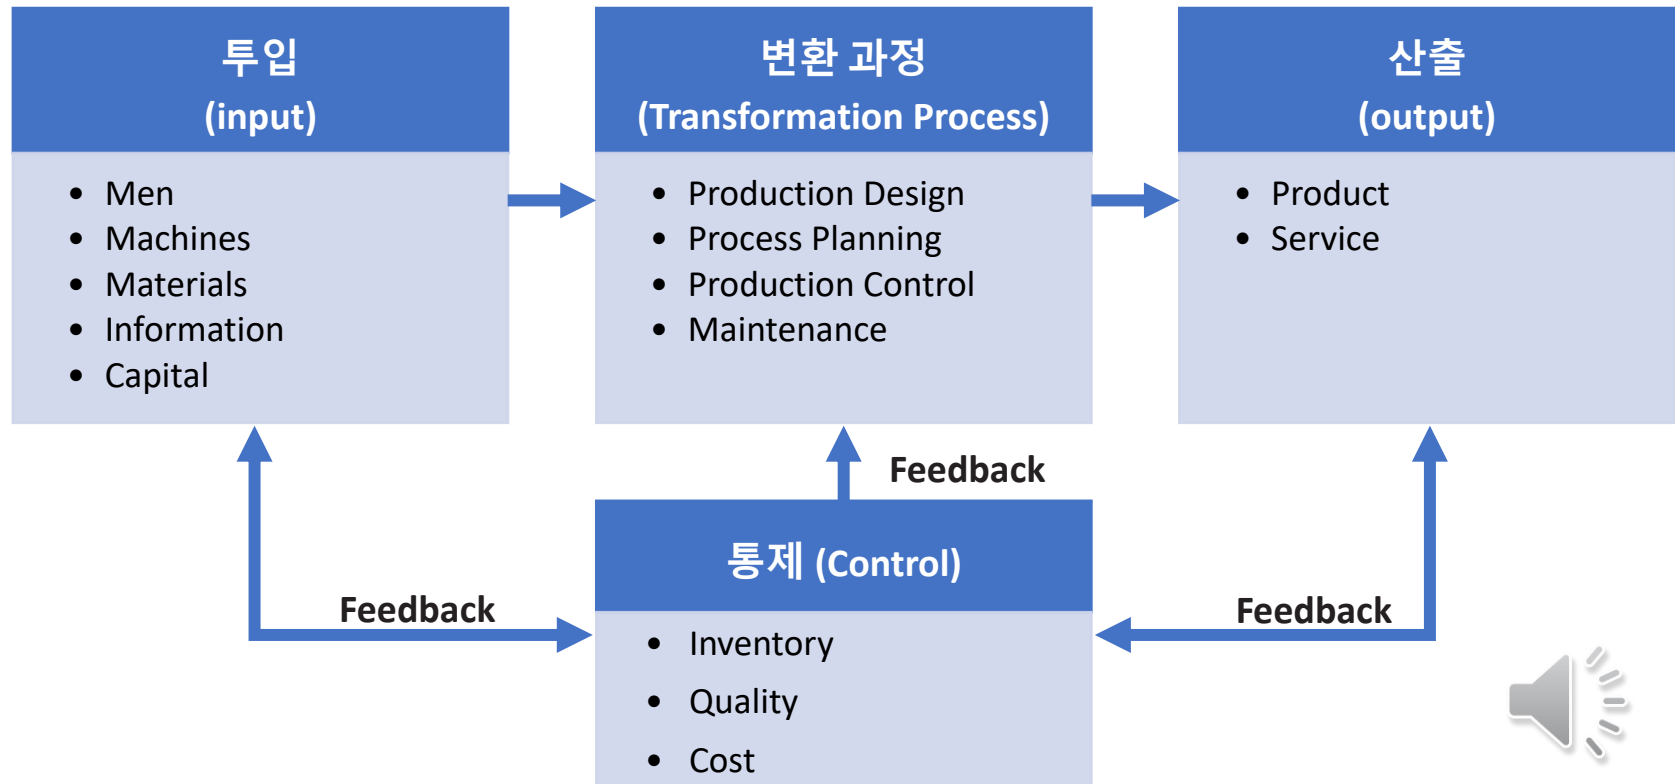 투입
(input)
• Men
• Machines
• Materials
• Information
• Capital
변환 과정
(Transformation Process)
• Production Design
• Process Planning
• Production Control
• Maintenance
산출
(output)
• Product
• Service
Feedback
통제 (Control)
• Inventory
• Quality
• Cost
Feedback
Feedback